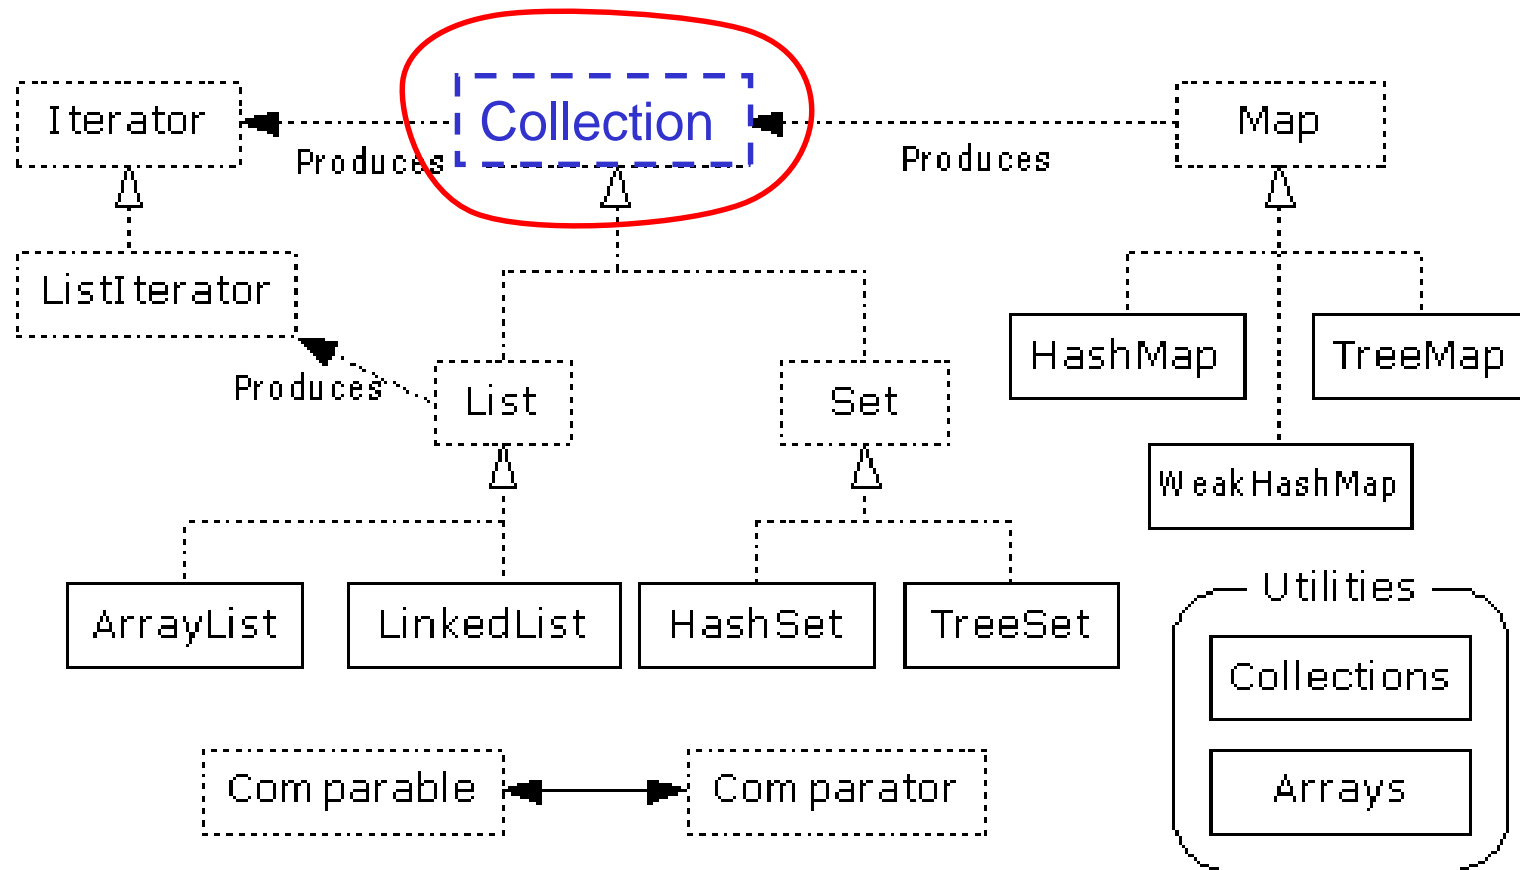 Iterator
Collection
Map
Produces
Produces
ListIterator
HashMap
TreeMap
Produces
List
Set
WeakHashMap
Utilities
ArrayList
LinkedList
HashSet
TreeSet
Collections
Comparable
Comparator
Arrays